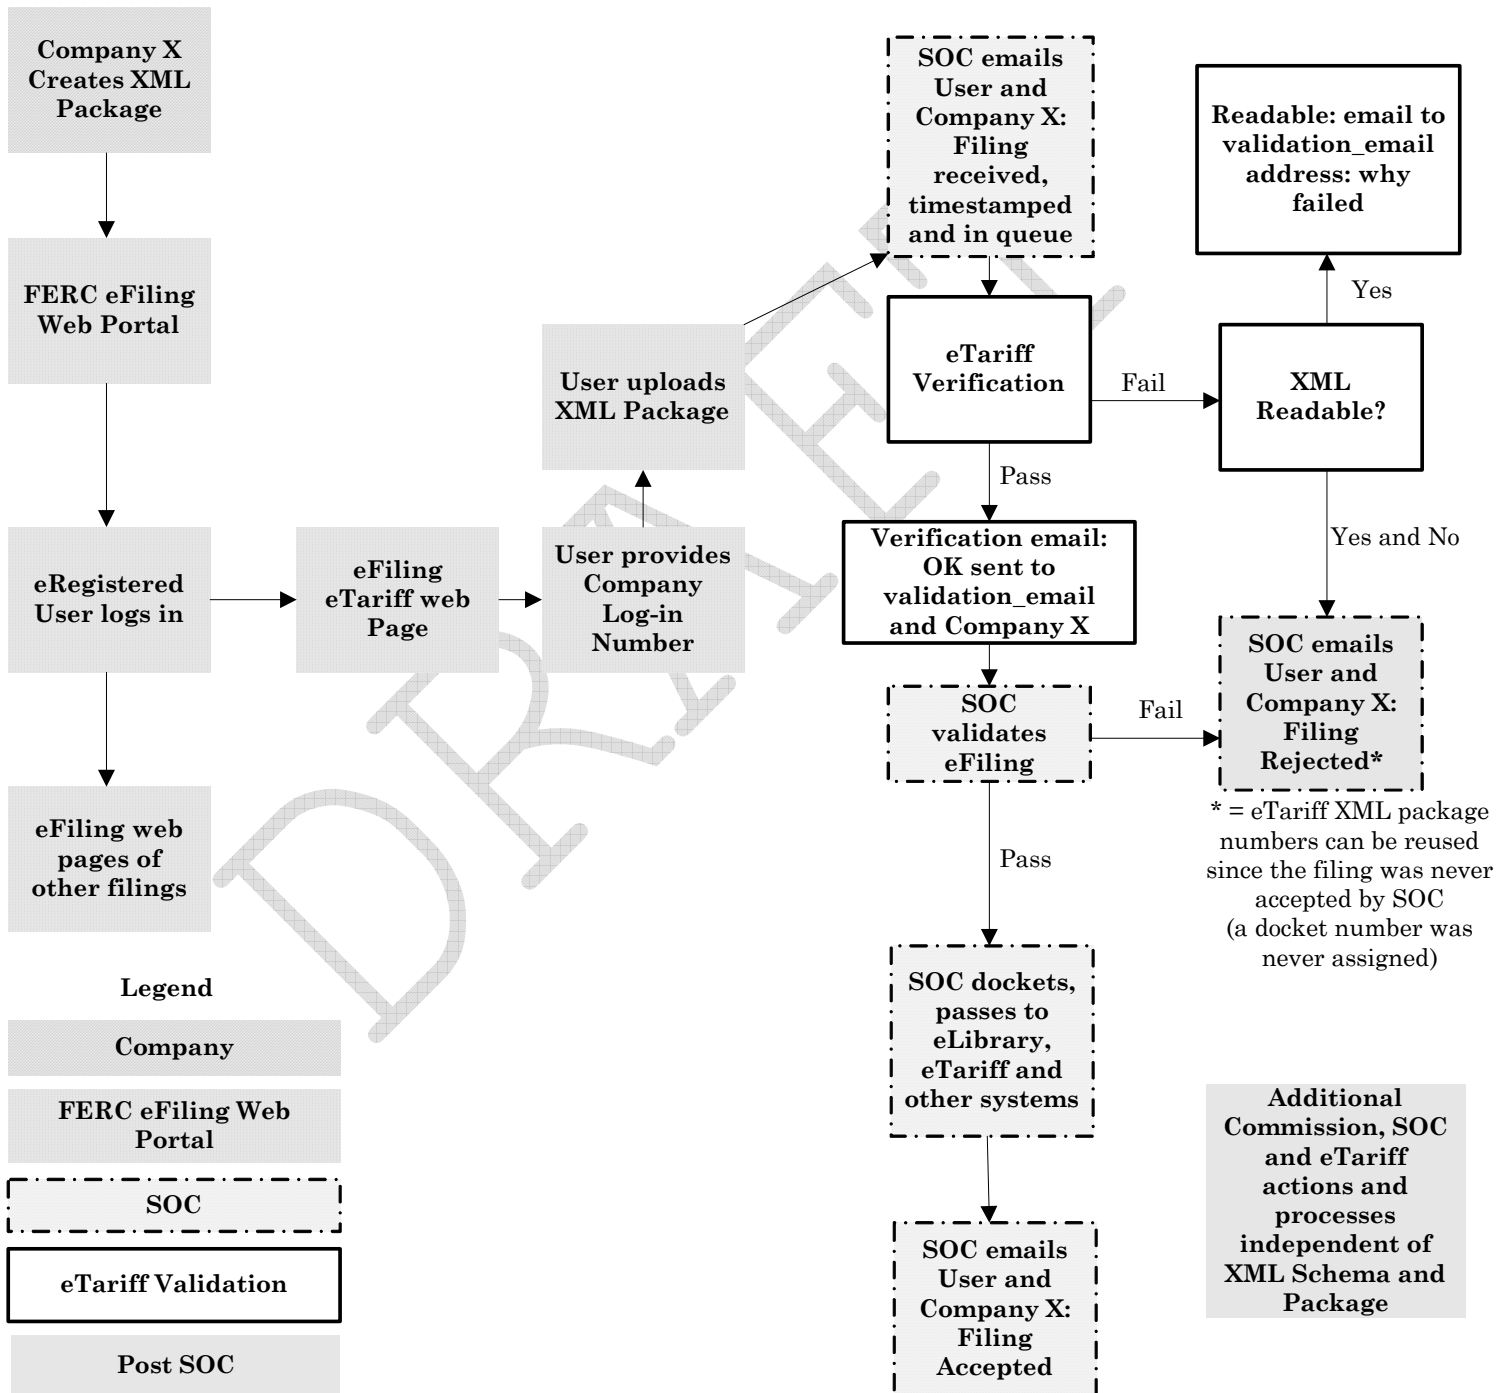 Company X
Creates XML
Package
FERC eFiling
Web Portal
eRegistered
User logs in
eFiling web
pages of
other filings
eFiling
eTariff web
Page
User provides
Company
Log-in
Number
User uploads
XML Package
SOC emails
User and
Company X:
Filing
received,
timestamped
and in queue
eTariff
Verification
Fail
XML
Readable?
Yes
Readable: email to
validation_email
address: why
failed
Yes and No
Pass
Verification email:
OK sent to
validation_email
and Company X
SOC
validates
eFiling
Fail
SOC emails
User and
Company X:
Filing
Rejected*
* = eTariff XML package
numbers can be reused
since the filing was never
accepted by SOC
(a docket number was
never assigned)
Pass
SOC dockets,
passes to
eLibrary,
eTariff and
other systems
SOC emails
User and
Company X:
Filing
Accepted
Additional
Commission, SOC
and eTariff
actions and
processes
independent of
XML Schema and
Package
Legend
Company
FERC eFiling Web
Portal
SOC
eTariff Validation
Post SOC
DRAFT